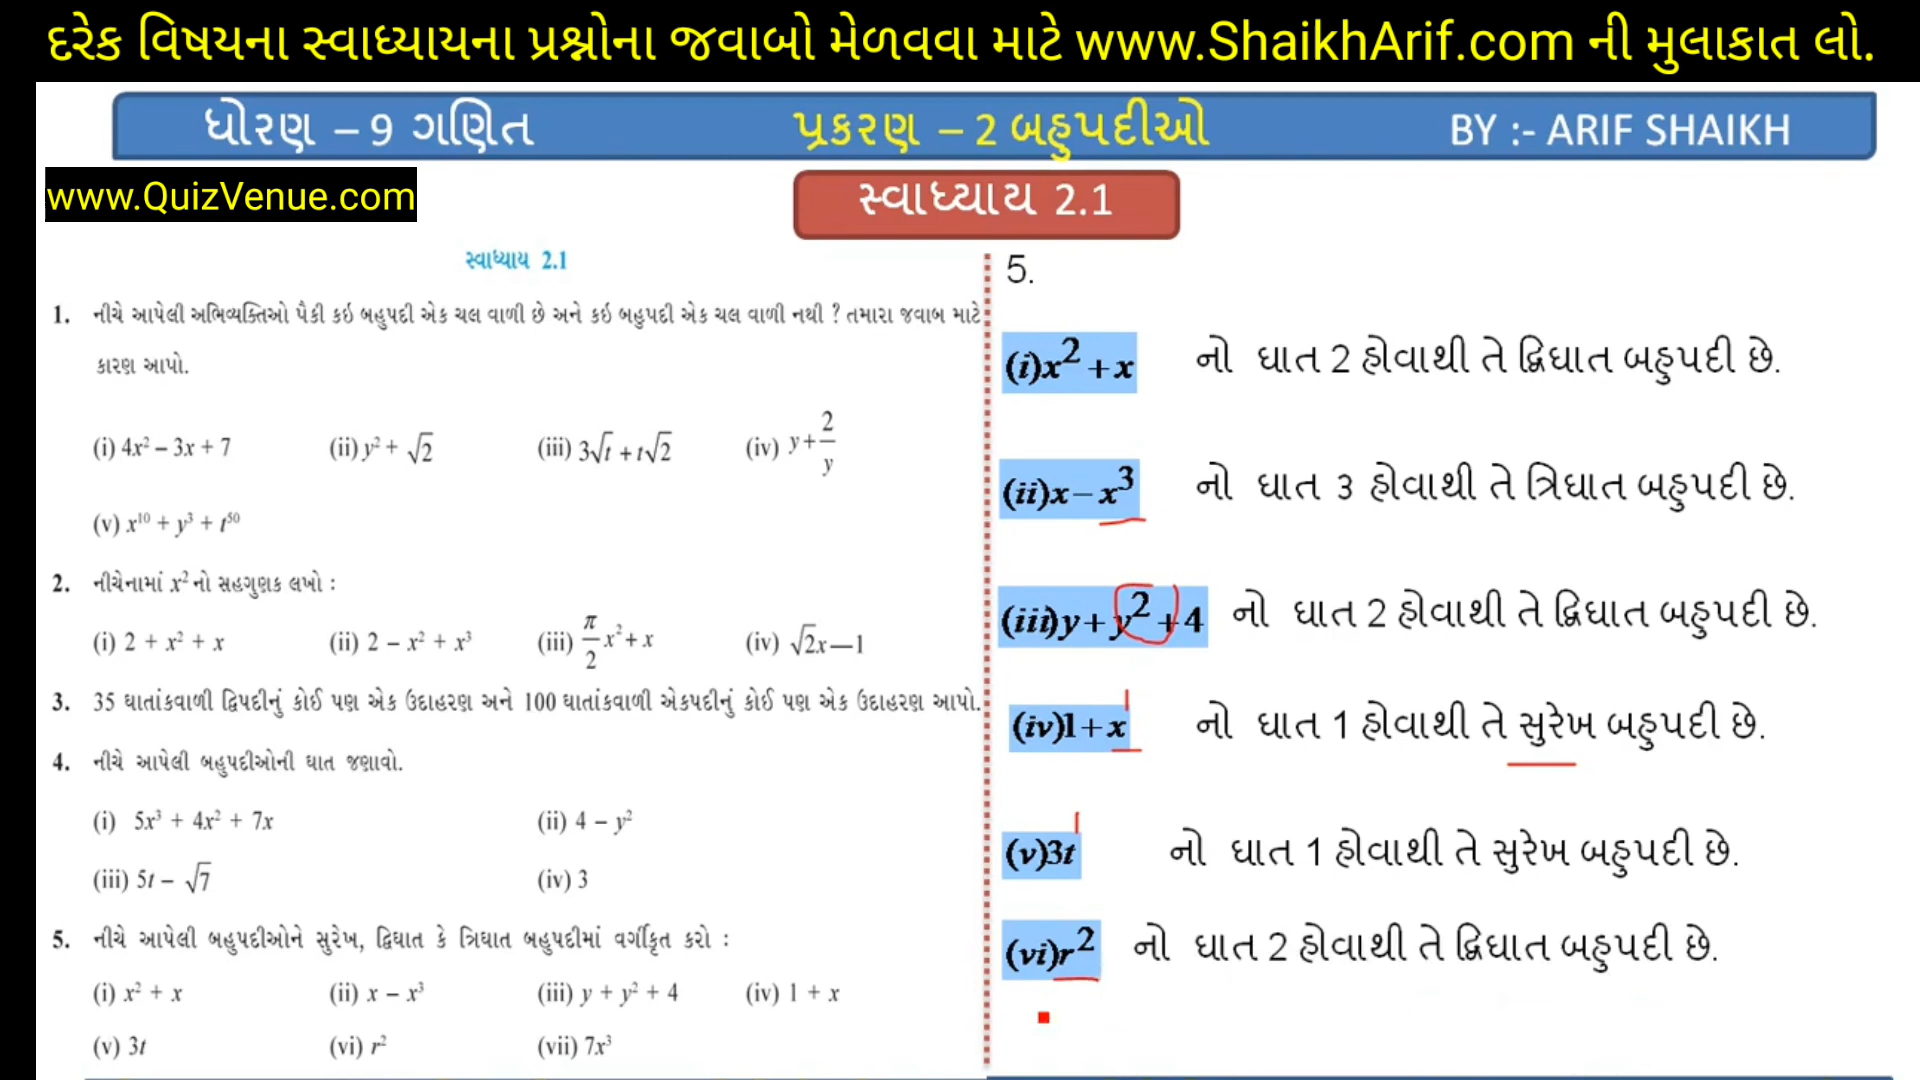 દરેક વિષયના સ્વાધ્યાયના પ્રશ્નોના જવાબો મેળવવા માટે www.ShaikhArif.com ની મુલાકાત લો.
ધોરણ – 9 ગણિત પ્રકરણ – 2 બહુપદીઓ BY :- ARIF SHAIKH
www.QuizVenue.com
સ્વાધ્યાય 2.1
સ્વાધ્યાય 2.1
1. નીચે આપેલી અભિવ્યક્તિઓ પૈકી કઇ બહુપદી એક ચલ વાળી છે અને કઇ બહુપદી એક ચલ વાળી નથી ? તમારા જવાબ માટે
કારણ આપો.
(i) 4x² – 3x + 7 (ii) y² + √2 (iii) 3√t + t√2 (iv) y + 2/y
(v) x¹⁰ + y³ + t⁵⁰
2. નીચેનામાં x² નો સહગુણક લખો :
(i) 2 + x² + x (ii) 2 – x² + x³ (iii) π/2 x² + x (iv) √2x – 1
3. 35 ઘાતાંકવાળી દ્વિપદીનું કોઈ પણ એક ઉદાહરણ અને 100 ઘાતાંકવાળી એકપદીનું કોઈ પણ એક ઉદાહરણ આપો.
4. નીચે આપેલી બહુપદીઓની ઘાત જણાવો.
(i) 5x³ + 4x² + 7x (ii) 4 – y²
(iii) 5t – √7 (iv) 3
5. નીચે આપેલી બહુપદીઓને સુરેખ, દ્વિઘાત કે ત્રિઘાત બહુપદીમાં વર્ગીકૃત કરો :
(i) x² + x (ii) x – x³ (iii) y + y² + 4 (iv) 1 + x
(v) 3t (vi) r² (vii) 7x³
5.
(i)x² + x નો ઘાત 2 હોવાથી તે દ્વિઘાત બહુપદી છે.
(ii)x – x³ નો ઘાત 3 હોવાથી તે ત્રિઘાત બહુપદી છે.
(iii)y + y² + 4 નો ઘાત 2 હોવાથી તે દ્વિઘાત બહુપદી છે.
(iv)1 + x નો ઘાત 1 હોવાથી તે સુરેખ બહુપદી છે.
(v)3t નો ઘાત 1 હોવાથી તે સુરેખ બહુપદી છે.
(vi)r² નો ઘાત 2 હોવાથી તે દ્વિઘાત બહુપદી છે.